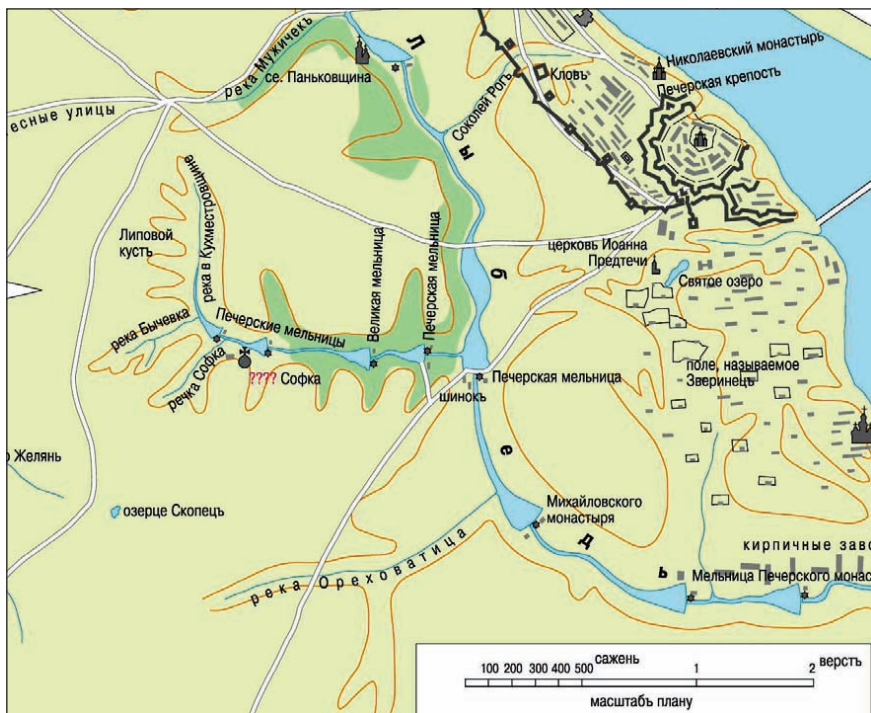 река Мужичекъ
се. Паньковщина
Николаевский монастырь
Печерская крепость
Кловъ
Соколей Рогъ
есные улицы
Л
ы
б
е
д
ь
Липовой
кустъ
река в Кухместровщине
Великая мельница
Печерская мельница
церковь Иоанна
Предтечи
Святое озеро
река Бычевка
Печерские мельницы
речка Софка
???? Софка
Печерская мельница
шинокъ
поле, называемое
Зверинецъ
о Желянь
озерце Скопецъ
Михайловского
монастыря
река Ореховатица
кирпичные заво
Мельница Печерского монас
100 200 300 400 500 сажень 1 2 верстъ
масштабъ плану